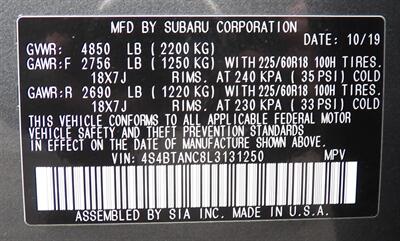 MFD BY SUBARU CORPORATION
DATE: 10/19
GVWR: 4850 LB (2200 KG)
GAWR:F 2756 LB (1250 KG) WITH 225/60R18 100H TIRES.
18X7J RIMS. AT 240 KPA (35 PSI) COLD
GAWR:R 2690 LB (1220 KG) WITH 225/60R18 100H TIRES.
18X7J RIMS. AT 230 KPA (33 PSI) COLD
THIS VEHICLE CONFORMS TO ALL APPLICABLE FEDERAL MOTOR
VEHICLE SAFETY AND THEFT PREVENTION STANDARDS
IN EFFECT ON THE DATE OF MANUFACTURE SHOWN ABOVE.
VIN: 4S4BTANC8L3131250 MPV
ASSEMBLED BY SIA INC. MADE IN U.S.A